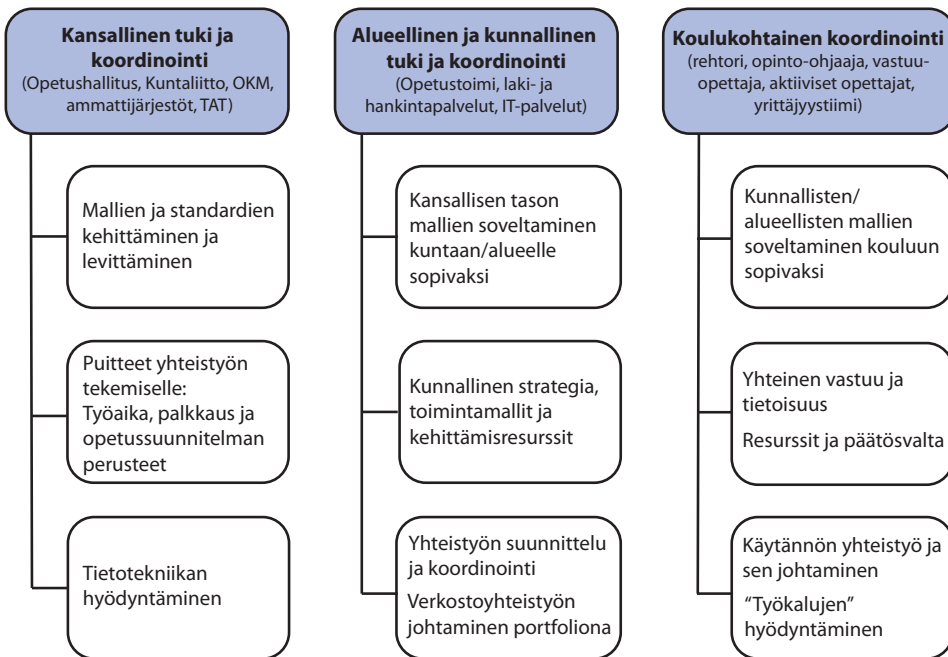 Kansallinen tuki ja
koordinointi
(Opetushallitus, Kuntaliitto, OKM,
ammattijärjestöt, TAT)
Mallien ja standardien
kehittäminen ja
levittäminen
Puitteet yhteistyön
tekemiselle:
Työaika, palkkaus ja
opetussuunnitelman
perusteet
Tietotekniikan
hyödyntäminen
Alueellinen ja kunnallinen
tuki ja koordinointi
(Opetustoimi, laki- ja
hankintapalvelut, IT-palvelut)
Kansallisen tason
mallien soveltaminen
kuntaan/alueelle
sopivaksi
Kunnallinen strategia,
toimintamallit ja
kehittämisresurssit
Yhteistyön suunnittelu
ja koordinointi
Verkostoyhteistyön
johtaminen portfoliona
Koulukohtainen koordinointi
(rehtori, opinto-ohjaaja, vastuu-
opettaja, aktiiviset opettajat,
yrittäjyystiimi)
Kunnallisten/
alueellisten mallien
soveltaminen kouluun
sopivaksi
Yhteinen vastuu ja
tietoisuus
Resurssit ja päätösvalta
Käytännön yhteistyö ja
sen johtaminen
“Työkalujen”
hyödyntäminen